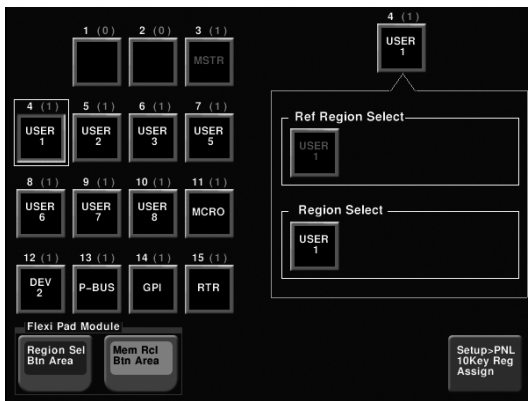 1 (0)
2 (0)
3 (1)
MSTR
4 (1)
USER
1
5 (1)
USER
2
6 (1)
USER
3
7 (1)
USER
5
8 (1)
USER
6
9 (1)
USER
7
10 (1)
USER
8
11 (1)
MCRO
12 (1)
DEV
2
13 (1)
P-BUS
14 (1)
GPI
15 (1)
RTR
Flexi Pad Module
Region Sel
Btn Area
Mem Rcl
Btn Area
4 (1)
USER
1
Ref Region Select
USER
1
Region Select
USER
1
Setup>PNL
10Key Reg
Assign